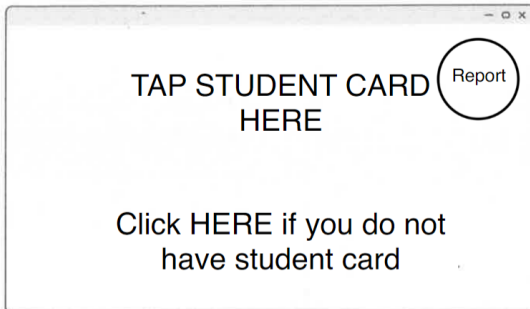 TAP STUDENT CARD
HERE
Report
Click HERE if you do not
have student card